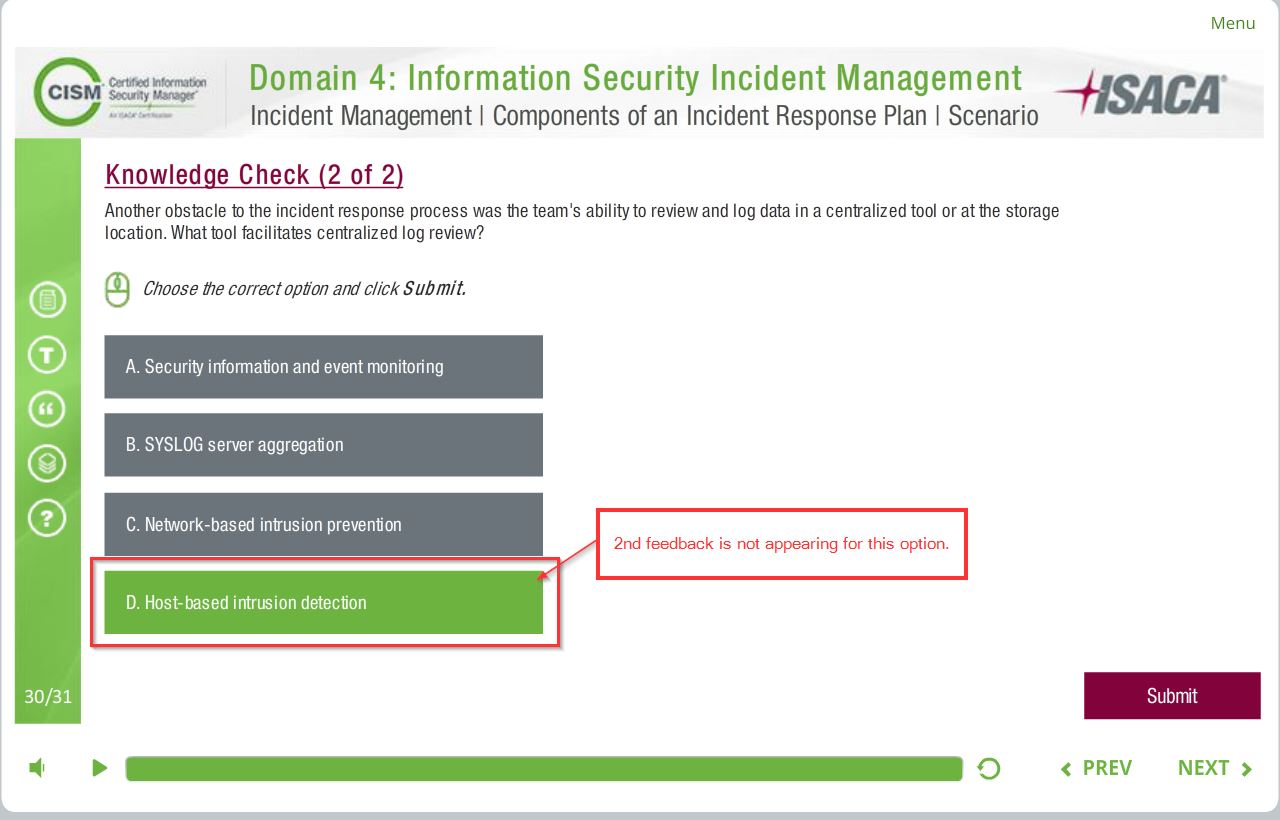 Menu
CISM
Certified Information
Security Manager®
An ISACA® Certification
Domain 4: Information Security Incident Management
Incident Management | Components of an Incident Response Plan | Scenario
ISACA®
Knowledge Check (2 of 2)
Another obstacle to the incident response process was the team's ability to review and log data in a centralized tool or at the storage
location. What tool facilitates centralized log review?
Choose the correct option and click Submit.
A. Security information and event monitoring
B. SYSLOG server aggregation
C. Network-based intrusion prevention
2nd feedback is not appearing for this option.
D. Host-based intrusion detection
30/31
Submit
PREV
NEXT